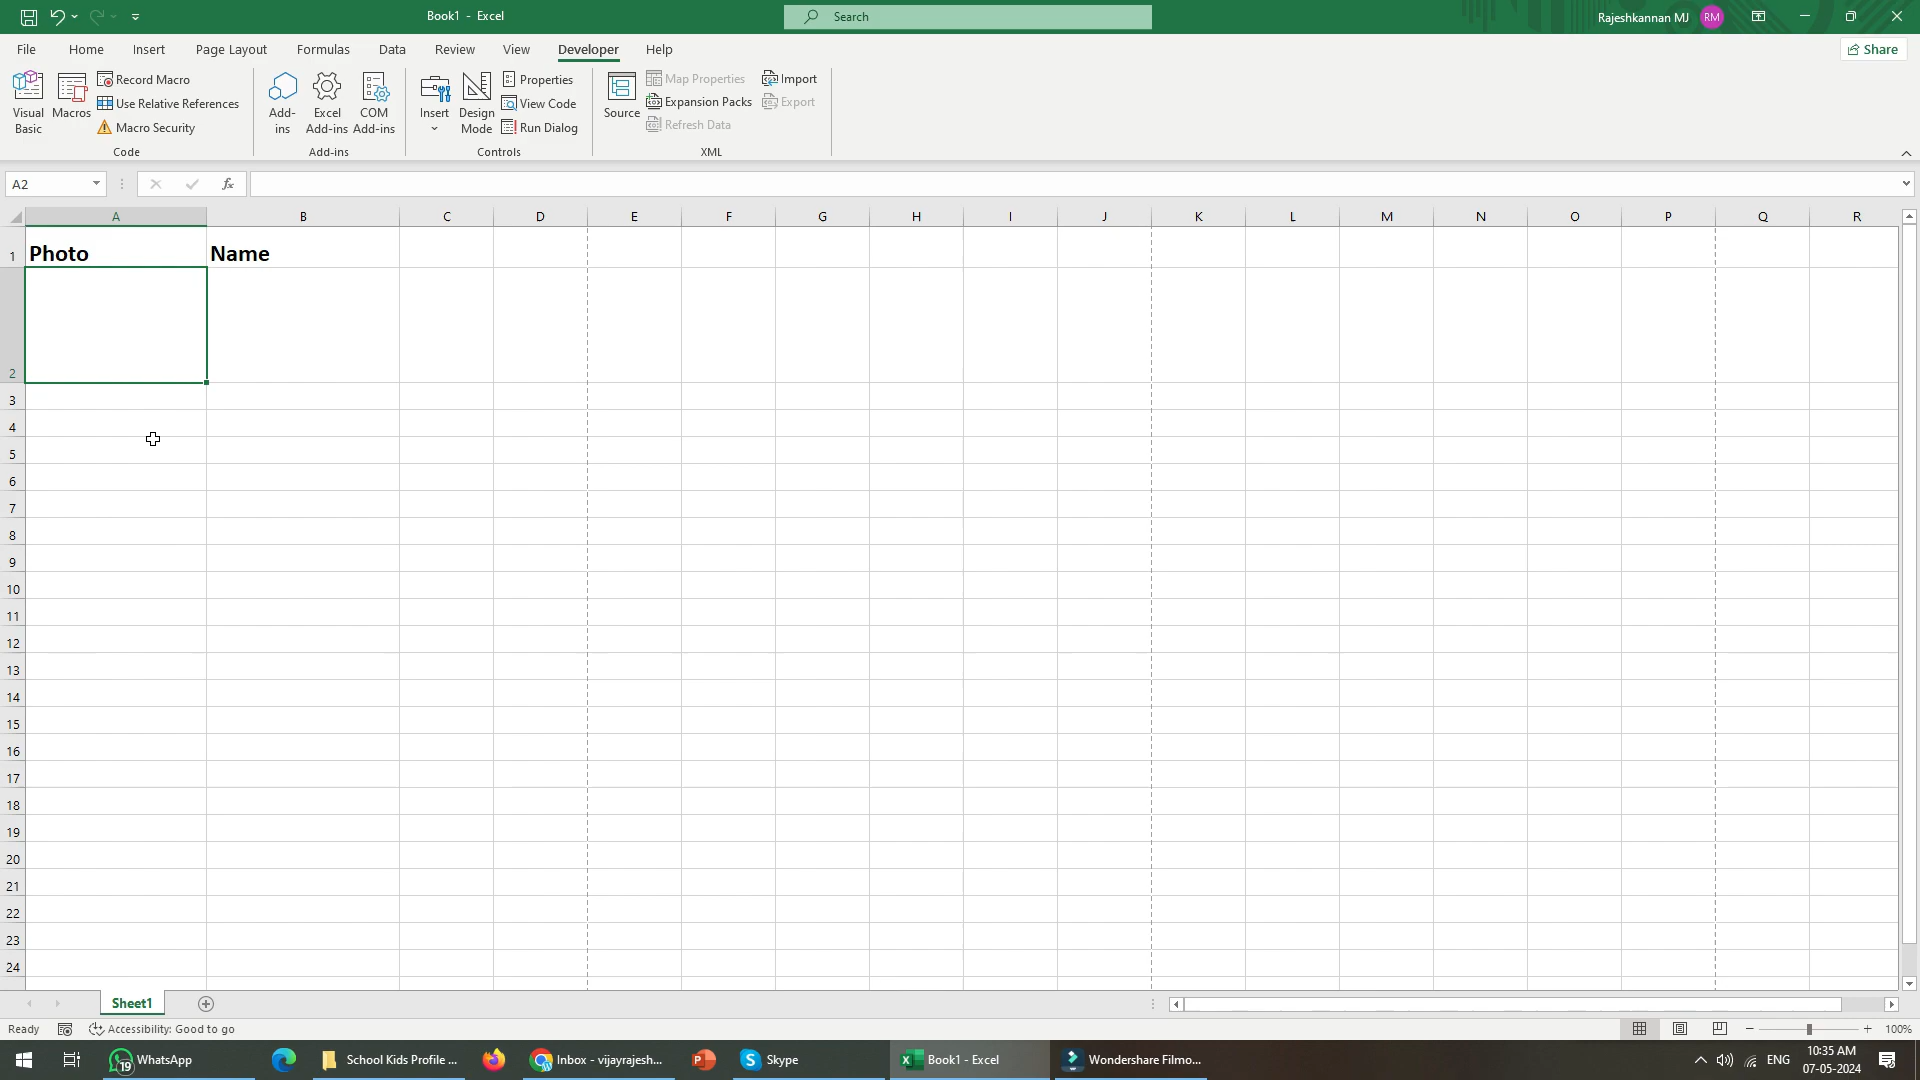 Book1 - Excel
Search
Rajeshkannan MJ
RM
File Home Insert Page Layout Formulas Data Review View Developer Help
Share
Visual Basic
Macros
Record Macro
Use Relative References
Macro Security
Code
Add-ins
Excel Add-ins
COM Add-ins
Add-ins
Insert
Design Mode
Properties
View Code
Run Dialog
Controls
Source
Map Properties
Expansion Packs
Refresh Data
Import
Export
XML
A2
fx
A B C D E F G H I J K L M N O P Q R
1 Photo Name
2
3
4
5
6
7
8
9
10
11
12
13
14
15
16
17
18
19
20
21
22
23
24
Sheet1
Ready
Accessibility: Good to go
100%
19 WhatsApp
School Kids Profile ...
Inbox - vijayrajesh...
Skype
Book1 - Excel
Wondershare Filmo...
ENG
10:35 AM
07-05-2024